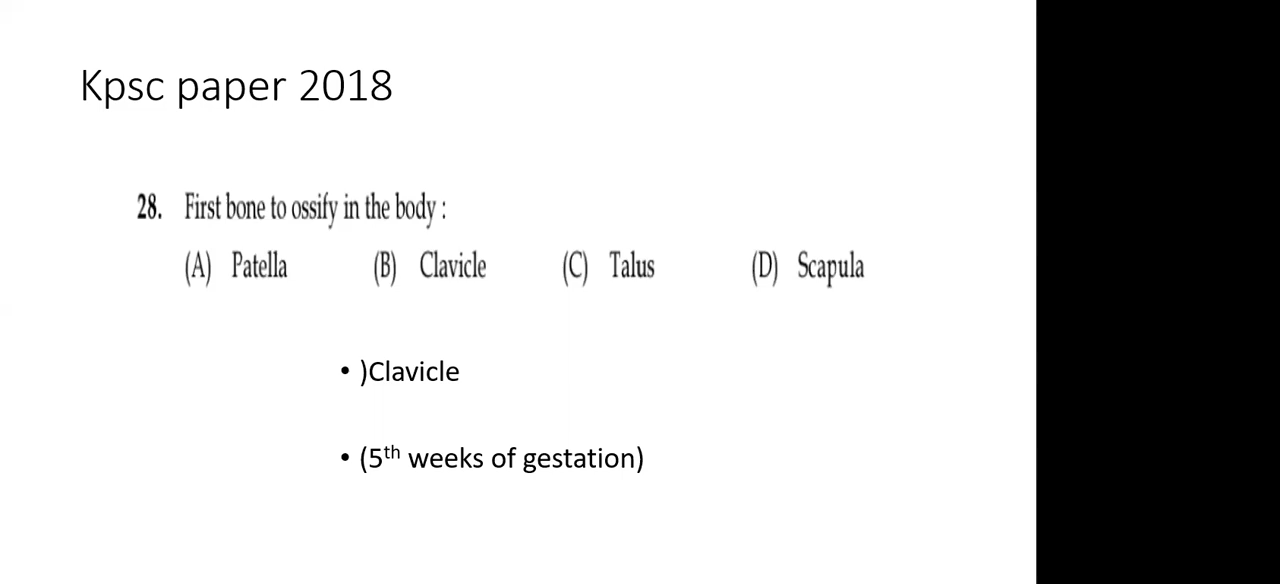 Kpsc paper 2018
28. First bone to ossify in the body :
(A) Patella (B) Clavicle (C) Talus (D) Scapula
• )Clavicle
• (5th weeks of gestation)